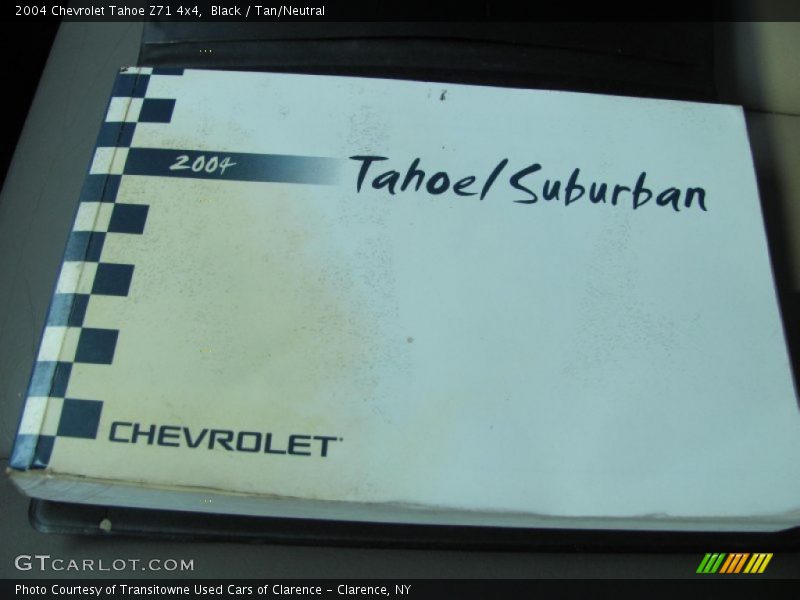 2004 Chevrolet Tahoe Z71 4x4,  Black / Tan/Neutral
2004
Tahoe/Suburban
CHEVROLET
GTCARLOT.COM
Photo Courtesy of Transitowne Used Cars of Clarence - Clarence, NY